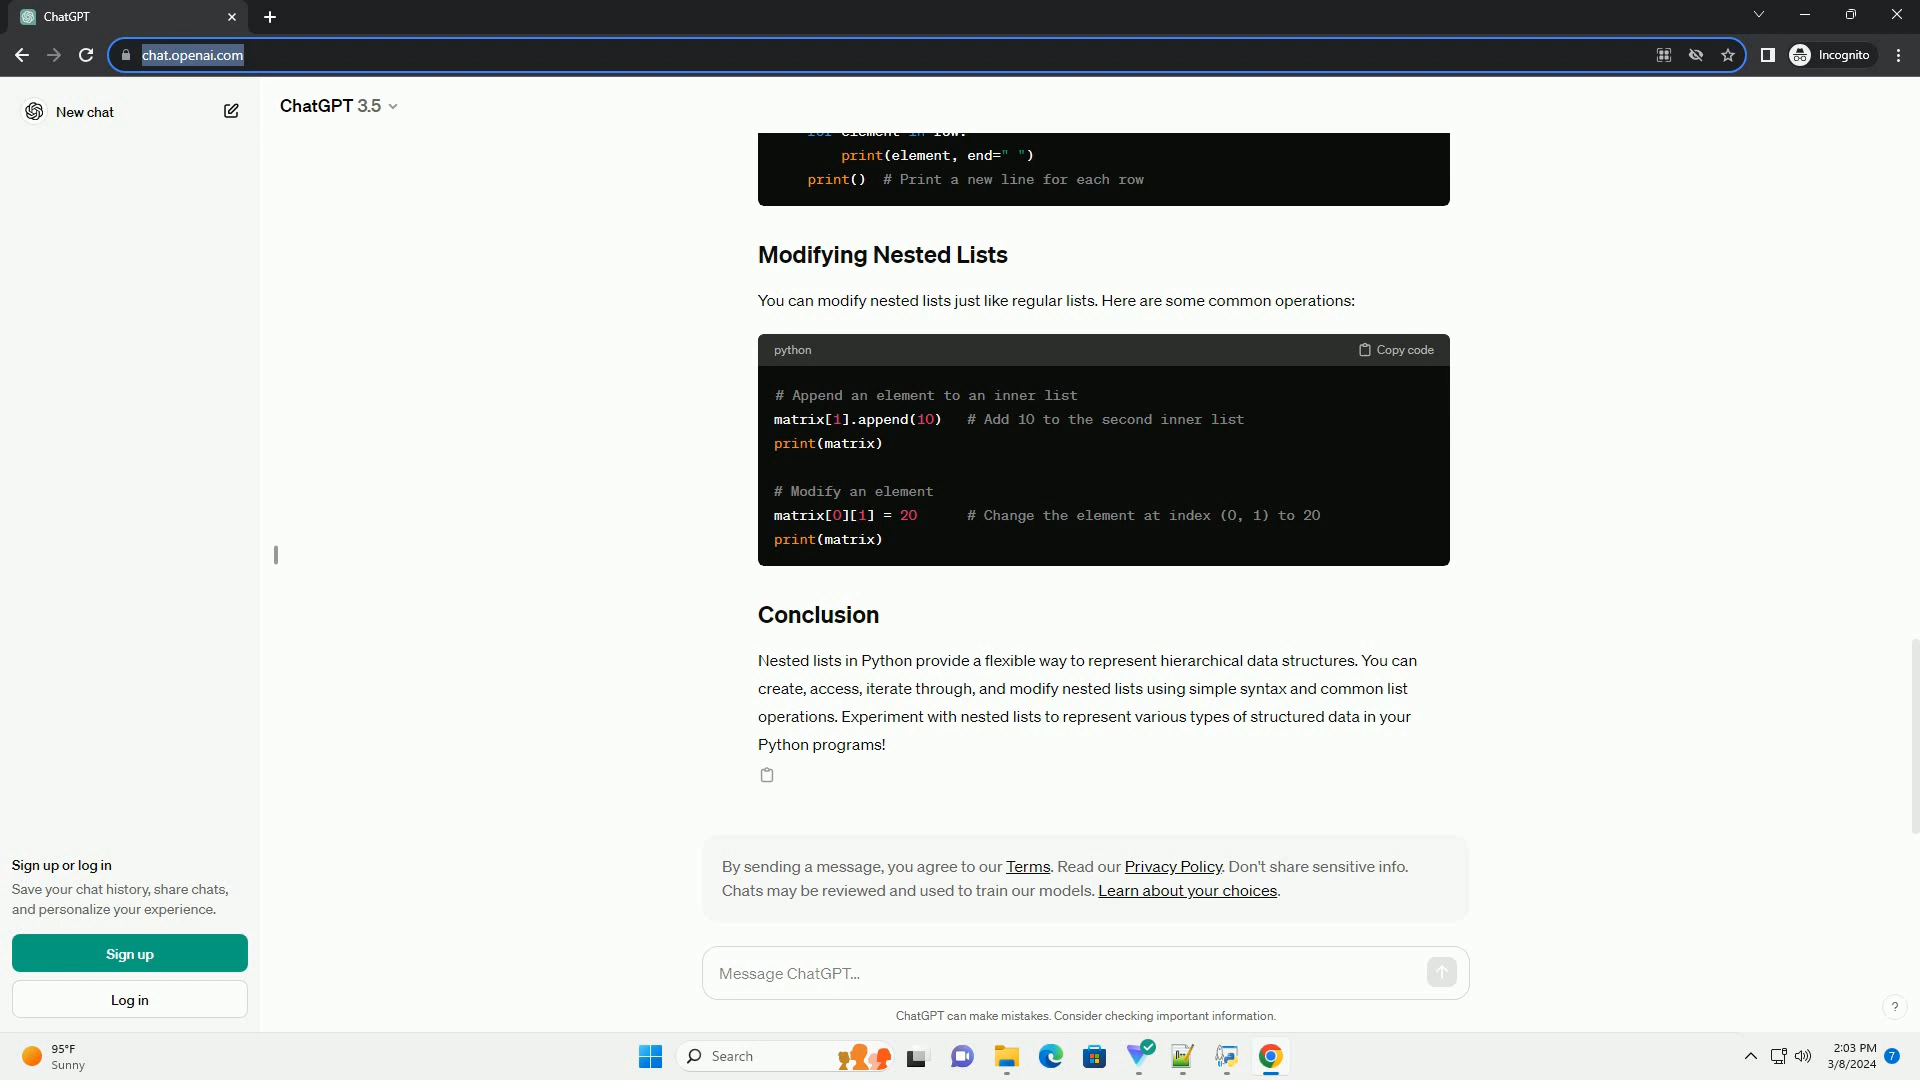 ChatGPT
chat.openai.com
Incognito
New chat
ChatGPT 3.5
for element in row:
print(element, end=" ")
print()  # Print a new line for each row
Modifying Nested Lists
You can modify nested lists just like regular lists. Here are some common operations:
python
Copy code
# Append an element to an inner list
matrix[1].append(10)   # Add 10 to the second inner list
print(matrix)
# Modify an element
matrix[0][1] = 20      # Change the element at index (0, 1) to 20
print(matrix)
Conclusion
Nested lists in Python provide a flexible way to represent hierarchical data structures. You can
create, access, iterate through, and modify nested lists using simple syntax and common list
operations. Experiment with nested lists to represent various types of structured data in your
Python programs!
Sign up or log in
Save your chat history, share chats,
and personalize your experience.
Sign up
Log in
By sending a message, you agree to our Terms. Read our Privacy Policy. Don't share sensitive info.
Chats may be reviewed and used to train our models. Learn about your choices.
Message ChatGPT...
ChatGPT can make mistakes. Consider checking important information.
?
95°F
Sunny
Search
2:03 PM
3/8/2024
7